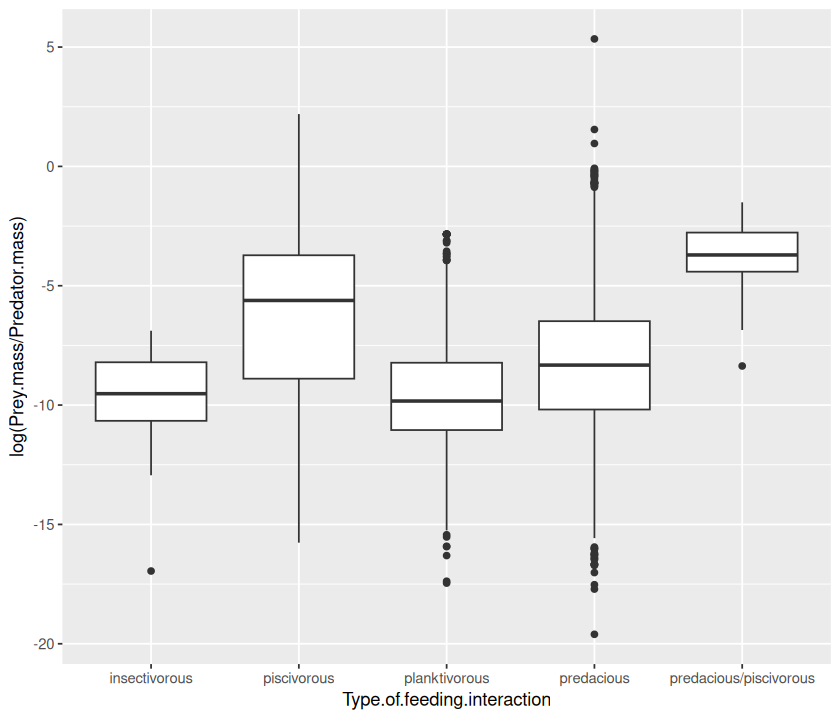 log(Prey.mass/Predator.mass)
5
0
-5
-10
-15
-20
insectivorous piscivorous planktivorous predacious predacious/piscivorous
Type.of.feeding.interaction